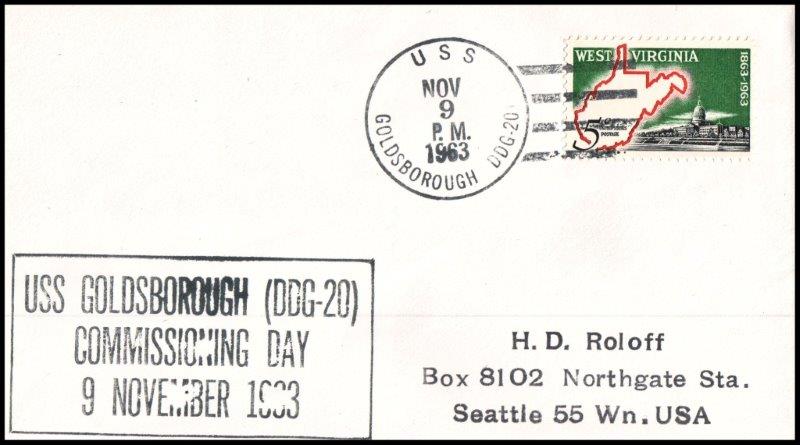 USS
NOV
9
P.M.
1963
GOLDSBOROUGH DDG-20
WEST VIRGINIA
1863-1963
5¢
POSTAGE
USS GOLDSBOROUGH (DDG-20)
COMMISSIONING DAY
9 NOVEMBER 1963
H. D. Roloff
Box 8102 Northgate Sta.
Seattle 55 Wn. USA